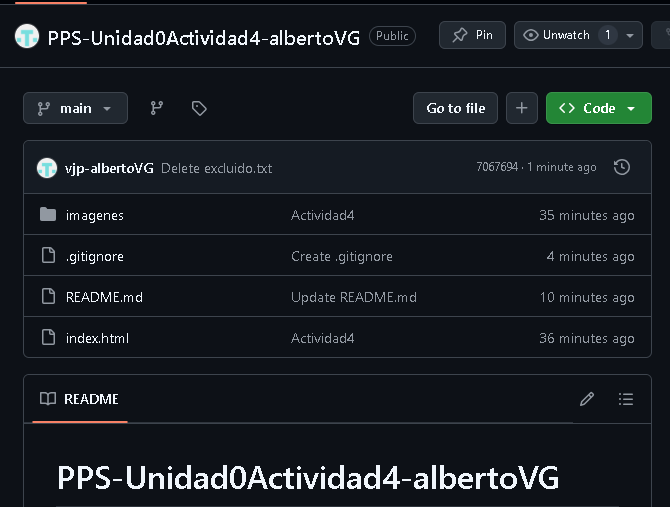 PPS-Unidad0Actividad4-albertoVG Public Pin Unwatch 1
main Go to file Code
vjp-albertoVG Delete excluido.txt 7067694 · 1 minute ago
imagenes Actividad4 35 minutes ago
.gitignore Create .gitignore 4 minutes ago
README.md Update README.md 10 minutes ago
index.html Actividad4 36 minutes ago
README
PPS-Unidad0Actividad4-albertoVG